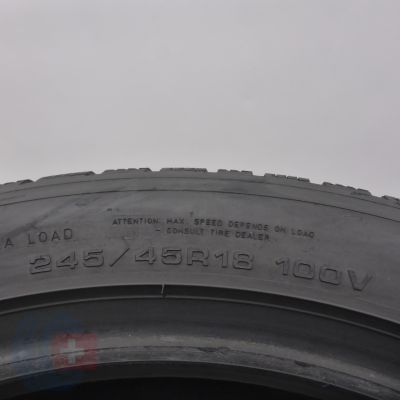 ATTENTION MAX. SPEED DEPENDS ON LOAD
A LOAD - CONSULT TIRE DEALER
245/45R18 100V